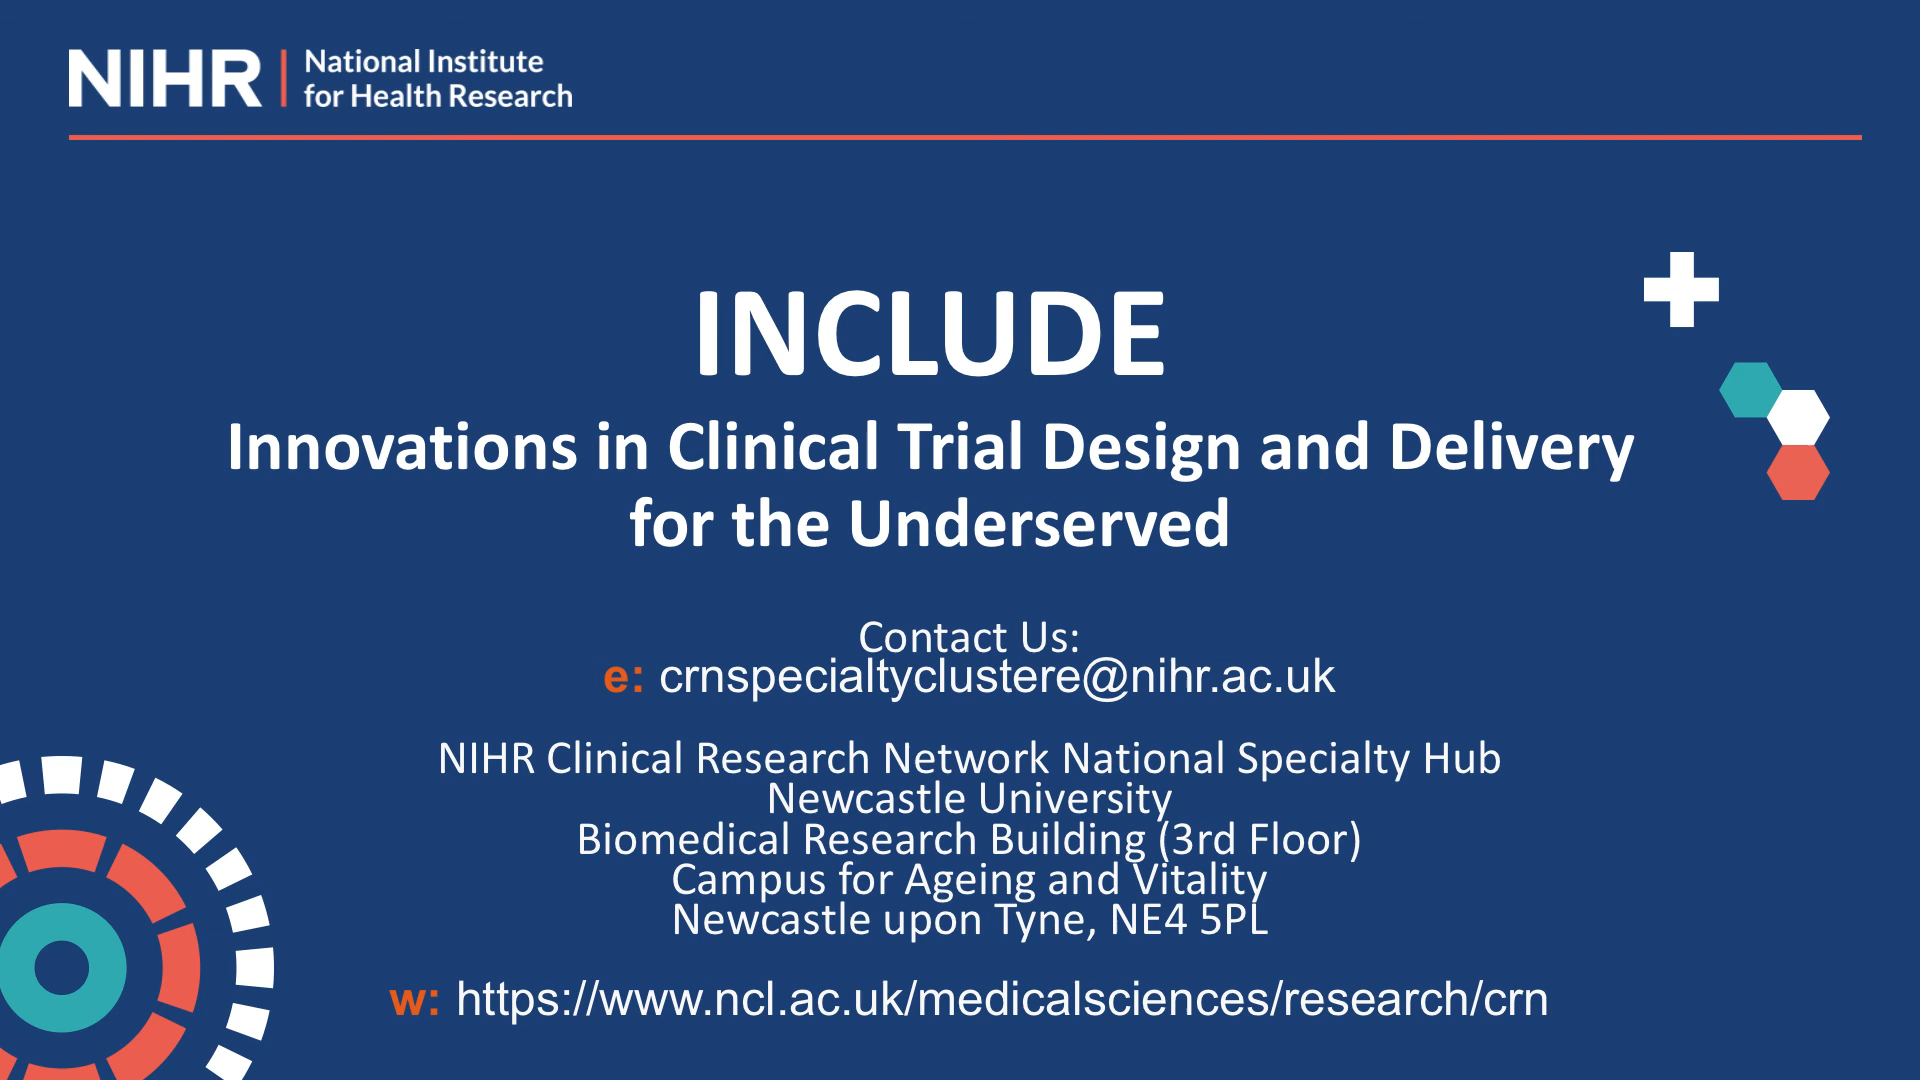 NIHR
National Institute
for Health Research
INCLUDE
Innovations in Clinical Trial Design and Delivery
for the Underserved
Contact Us:
e: crnspecialtyclustere@nihr.ac.uk
NIHR Clinical Research Network National Specialty Hub
Newcastle University
Biomedical Research Building (3rd Floor)
Campus for Ageing and Vitality
Newcastle upon Tyne, NE4 5PL
w: https://www.ncl.ac.uk/medicalsciences/research/crn